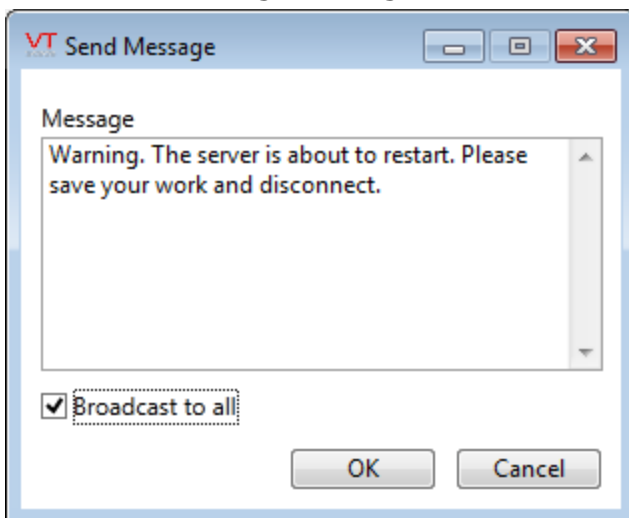 VT Send Message
Message
Warning. The server is about to restart. Please
save your work and disconnect.
Broadcast to all
OK Cancel